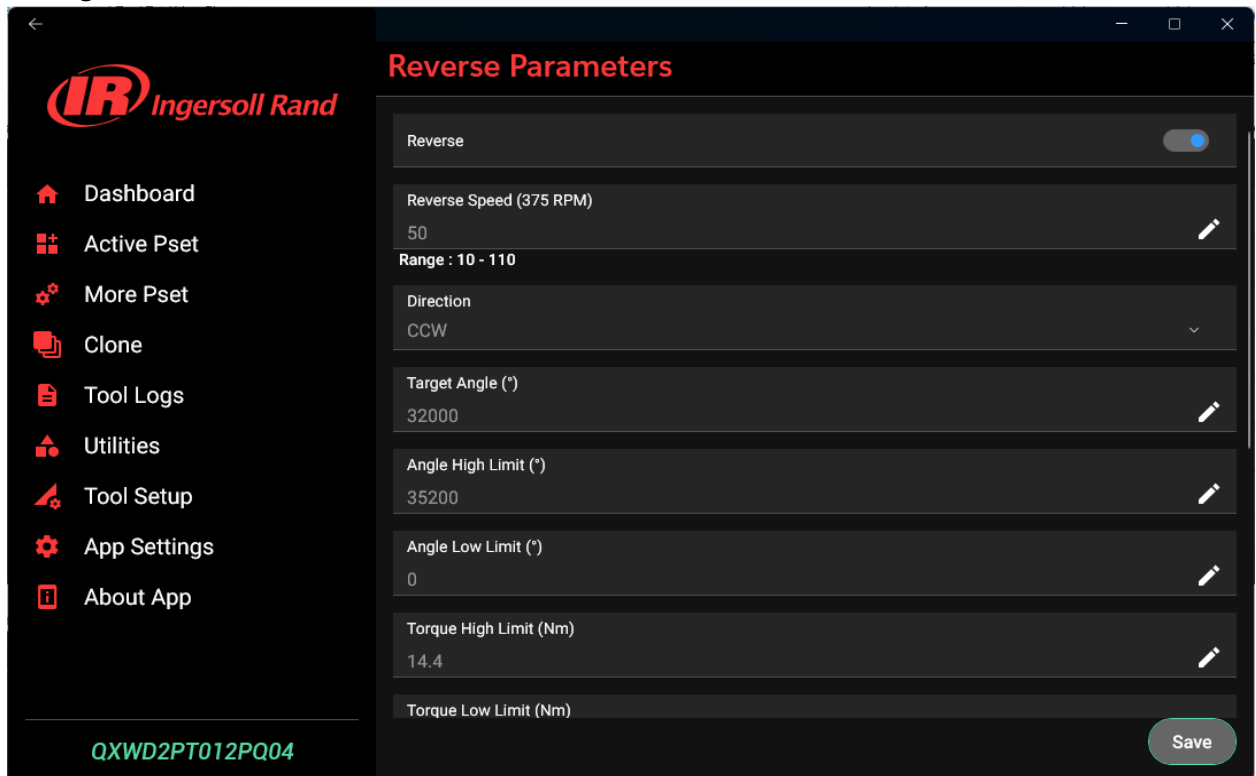 IR Ingersoll Rand
Dashboard
Active Pset
More Pset
Clone
Tool Logs
Utilities
Tool Setup
App Settings
About App
QXWD2PT012PQ04
Reverse Parameters
Reverse
Reverse Speed (375 RPM)
50
Range : 10 - 110
Direction
CCW
Target Angle (°)
32000
Angle High Limit (°)
35200
Angle Low Limit (°)
0
Torque High Limit (Nm)
14.4
Torque Low Limit (Nm)
Save